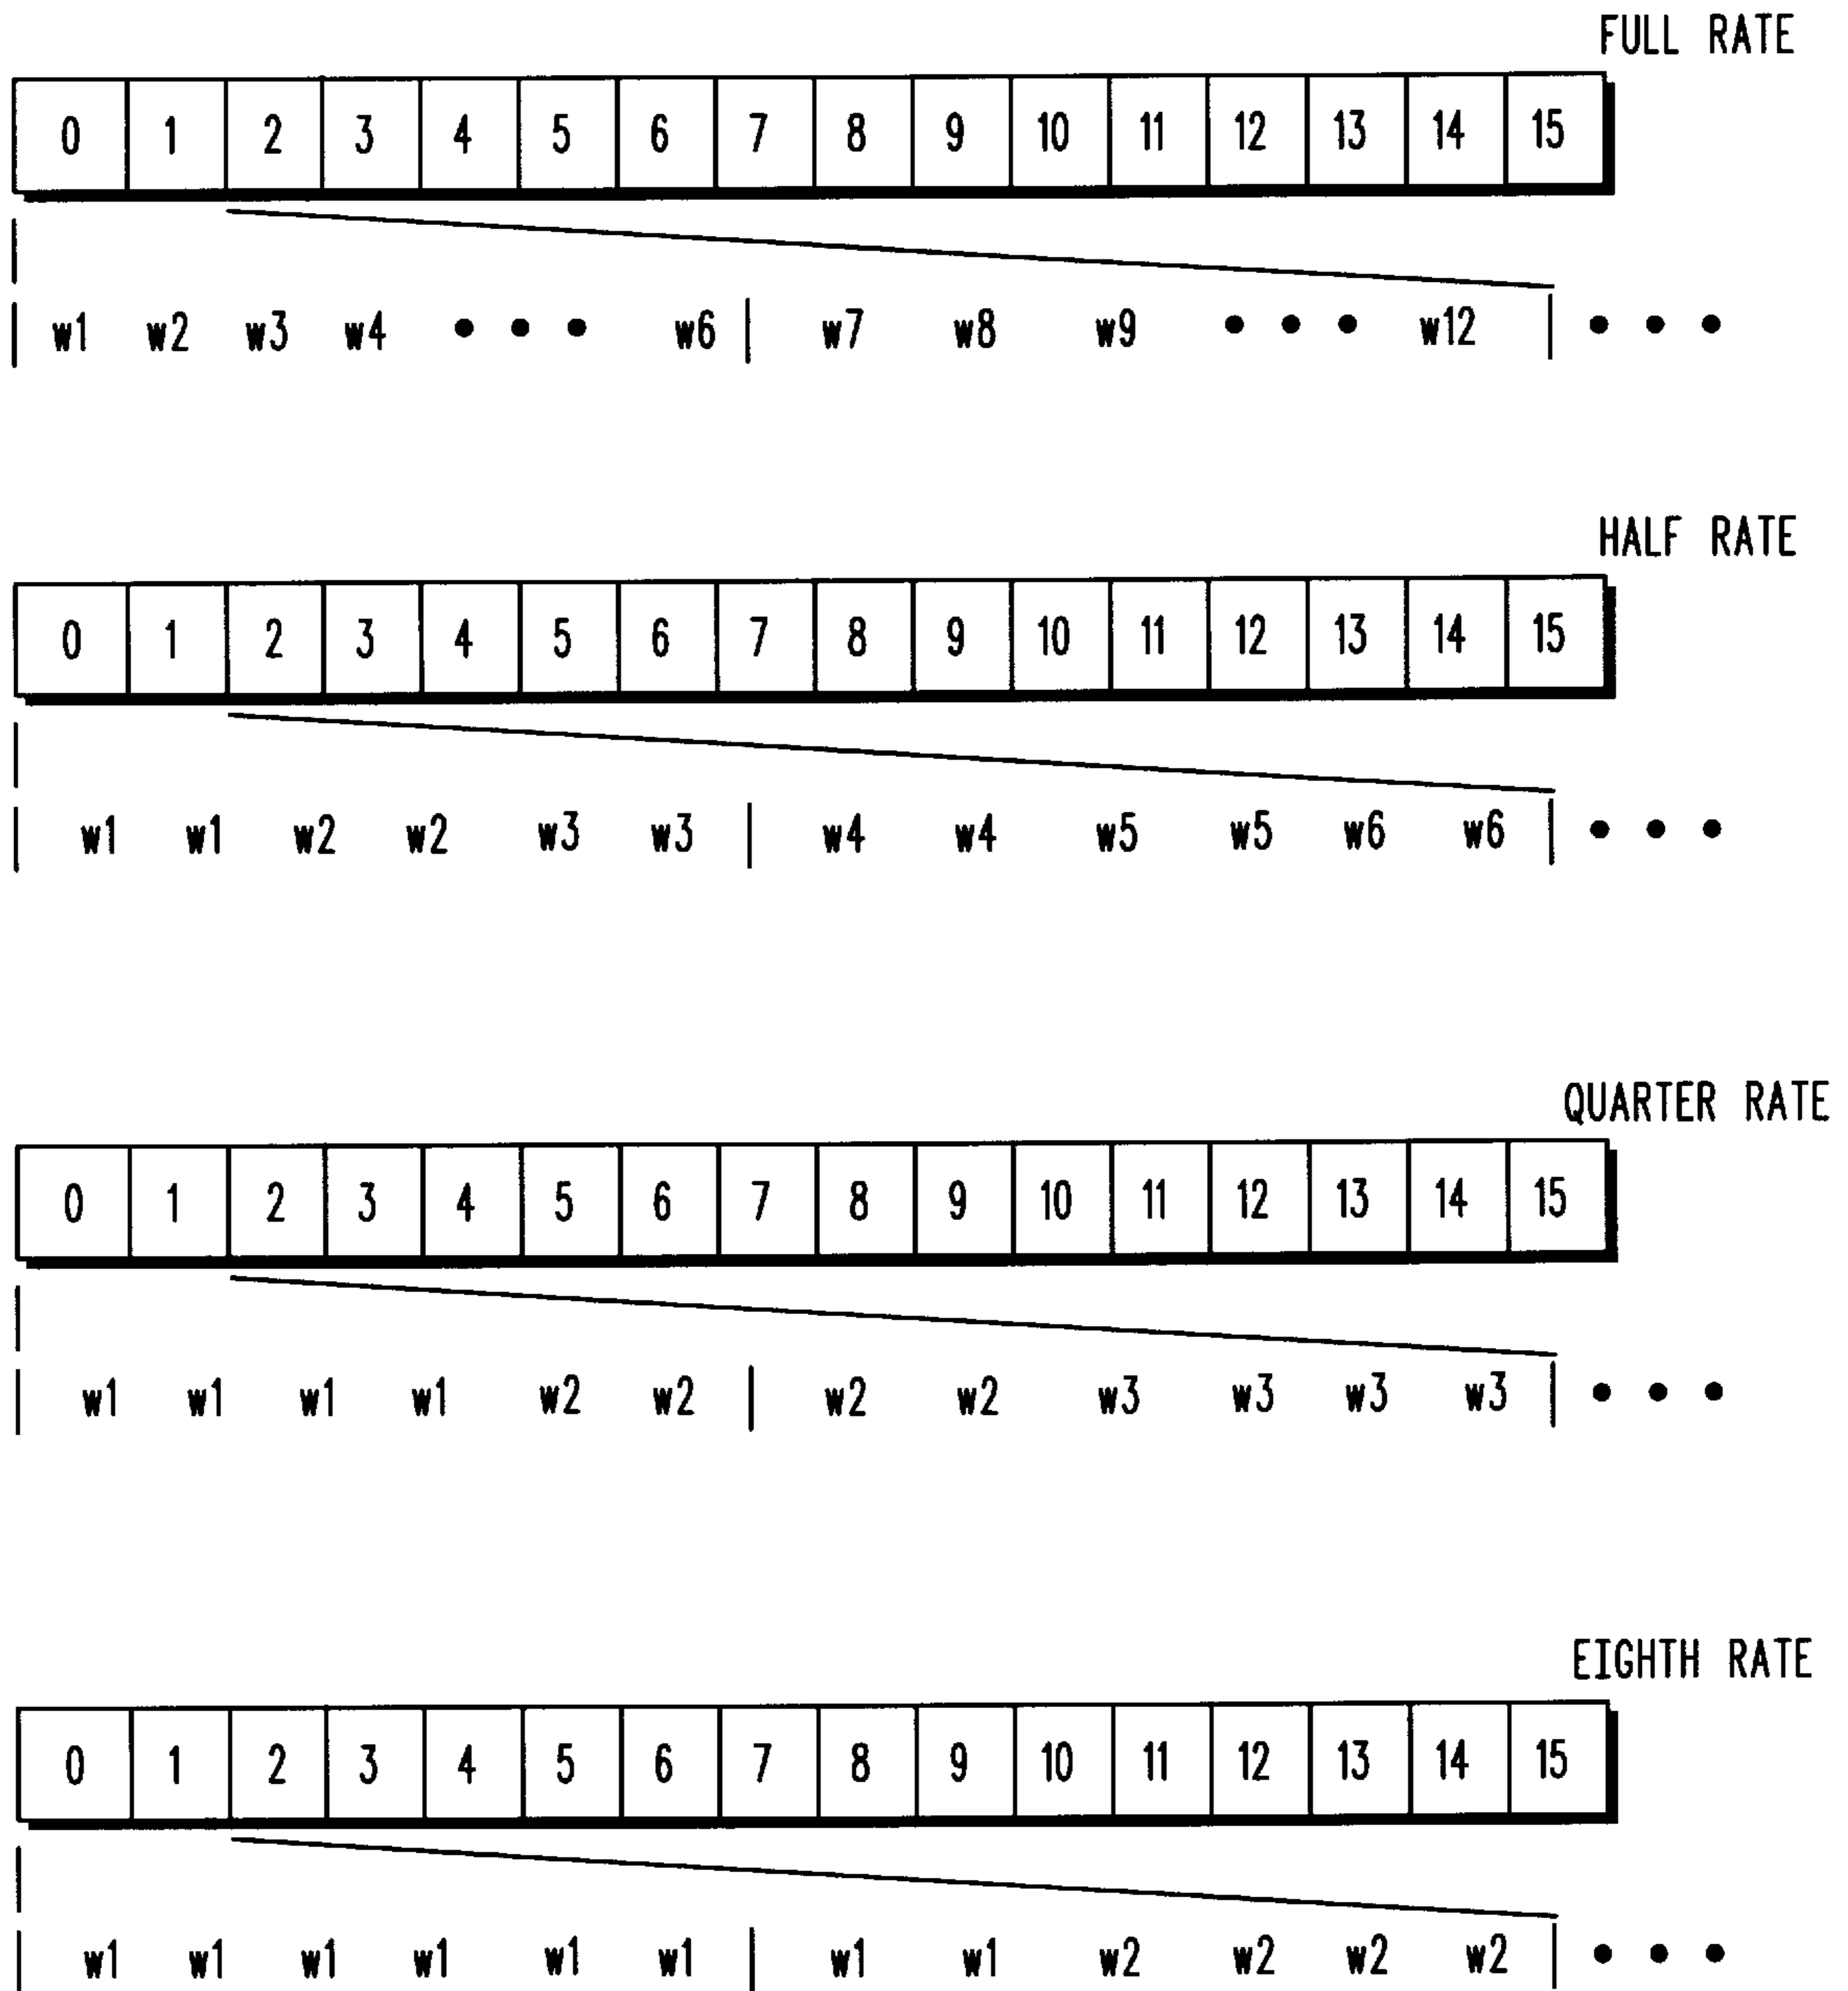 FULL RATE
0 1 2 3 4 5 6 7 8 9 10 11 12 13 14 15
w1 w2 w3 w4 • • • w6 | w7 w8 w9 • • • w12 | • • •
HALF RATE
0 1 2 3 4 5 6 7 8 9 10 11 12 13 14 15
w1 w1 w2 w2 w3 w3 | w4 w4 w5 w5 w6 w6 | • • •
QUARTER RATE
0 1 2 3 4 5 6 7 8 9 10 11 12 13 14 15
w1 w1 w1 w1 w2 w2 | w2 w2 w3 w3 w3 w3 | • • •
EIGHTH RATE
0 1 2 3 4 5 6 7 8 9 10 11 12 13 14 15
w1 w1 w1 w1 w1 w1 | w1 w1 w2 w2 w2 w2 | • • •